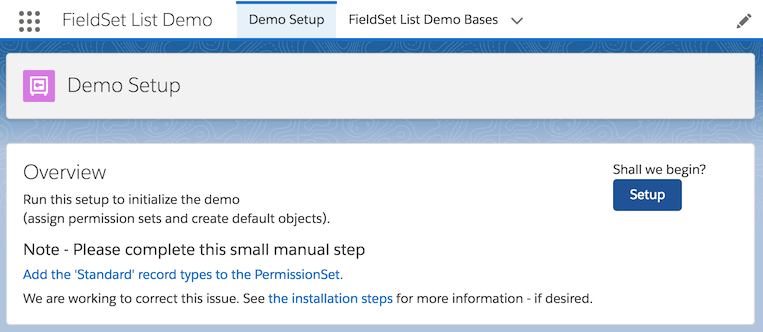 FieldSet List Demo
Demo Setup
FieldSet List Demo Bases
Demo Setup
Overview
Shall we begin?
Run this setup to initialize the demo
(assign permission sets and create default objects).
Setup
Note - Please complete this small manual step
Add the 'Standard' record types to the PermissionSet.
We are working to correct this issue. See the installation steps for more information - if desired.